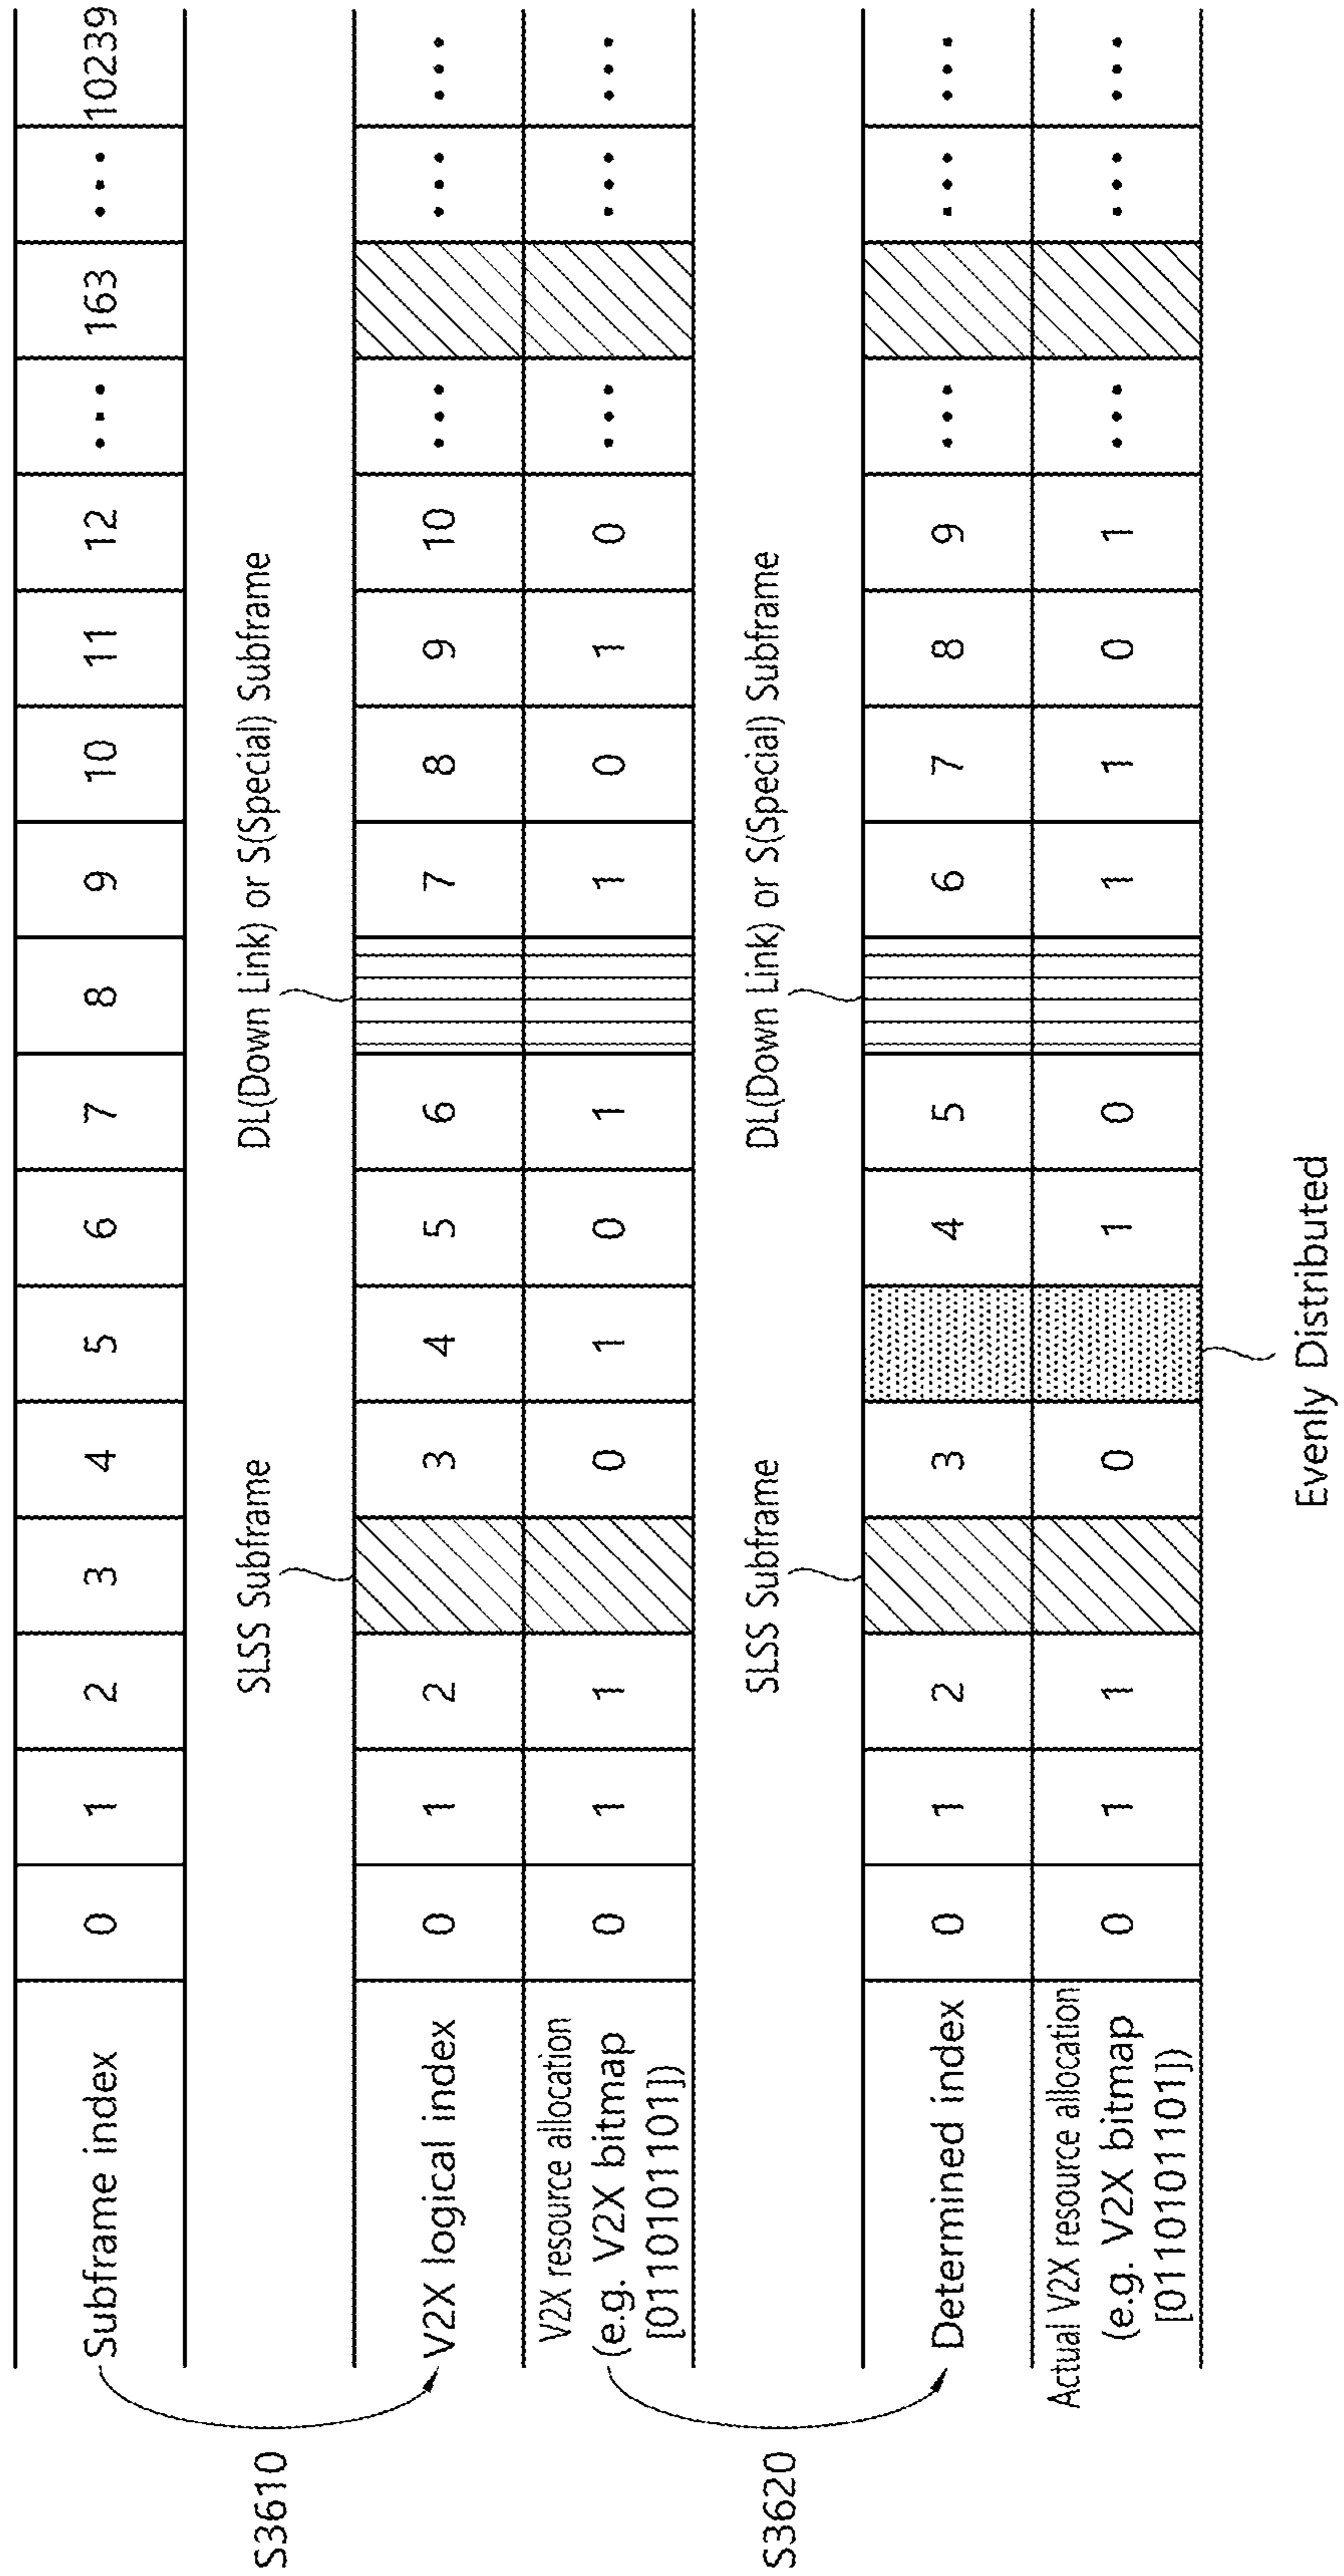 Subframe index 0 1 2 3 4 5 6 7 8 9 10 11 12 ... 163 ... 10239
S3610
SLSS Subframe DL(Down Link) or S(Special) Subframe
V2X logical index 0 1 2 3 4 5 6 7 8 9 10 ... ... ...
V2X resource allocation
(e.g. V2X bitmap 0 1 1 0 1 0 1 1 0 1 0 ... ... ...
[0110101101])
S3620
SLSS Subframe DL(Down Link) or S(Special) Subframe
Determined index 0 1 2 3 4 5 6 7 8 9 ... ... ...
Actual V2X resource allocation
(e.g. V2X bitmap 0 1 1 0 1 0 1 1 0 1 ... ... ...
[0110101101])
Evenly Distributed